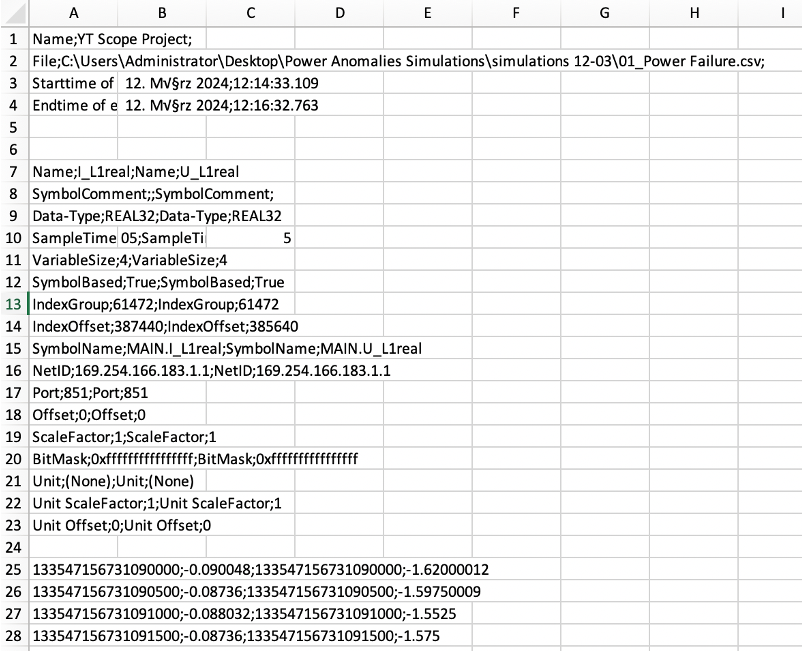 A B C D E F G H I
1 Name;YT Scope Project;
2 File;C:\Users\Administrator\Desktop\Power Anomalies Simulations\simulations 12-03\01_Power Failure.csv;
3 Starttime of 12. M√§rz 2024;12:14:33.109
4 Endtime of e 12. M√§rz 2024;12:16:32.763
5
6
7 Name;I_L1real;Name;U_L1real
8 SymbolComment;;SymbolComment;
9 Data-Type;REAL32;Data-Type;REAL32
10 SampleTime 05;SampleTi 5
11 VariableSize;4;VariableSize;4
12 SymbolBased;True;SymbolBased;True
13 IndexGroup;61472;IndexGroup;61472
14 IndexOffset;387440;IndexOffset;385640
15 SymbolName;MAIN.I_L1real;SymbolName;MAIN.U_L1real
16 NetID;169.254.166.183.1.1;NetID;169.254.166.183.1.1
17 Port;851;Port;851
18 Offset;0;Offset;0
19 ScaleFactor;1;ScaleFactor;1
20 BitMask;0xffffffffffffffff;BitMask;0xffffffffffffffff
21 Unit;(None);Unit;(None)
22 Unit ScaleFactor;1;Unit ScaleFactor;1
23 Unit Offset;0;Unit Offset;0
24
25 133547156731090000;-0.090048;133547156731090000;-1.62000012
26 133547156731090500;-0.08736;133547156731090500;-1.59750009
27 133547156731091000;-0.088032;133547156731091000;-1.5525
28 133547156731091500;-0.08736;133547156731091500;-1.575